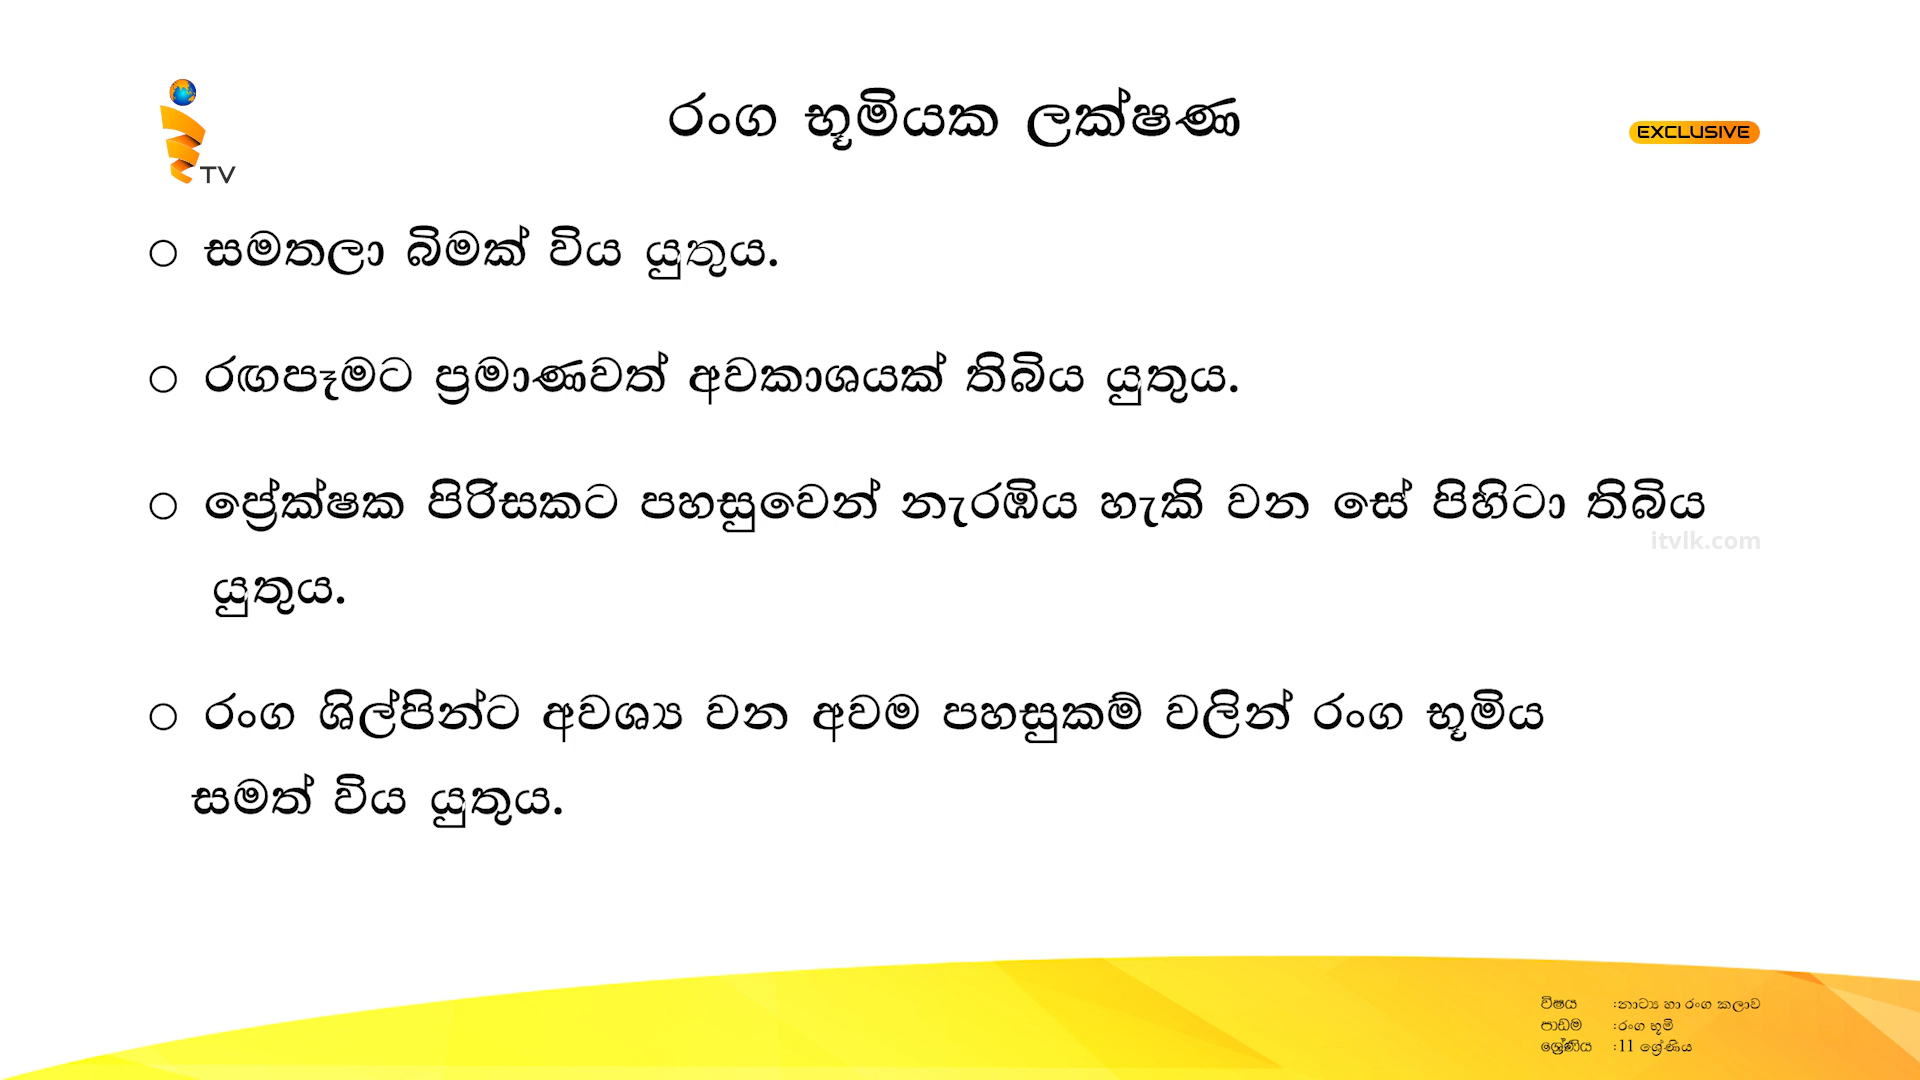 රංග භූමියක ලක්ෂණ
EXCLUSIVE
TV
○ සමතලා බිමක් විය යුතුය.
○ රඟපෑමට ප්‍රමාණවත් අවකාශයක් තිබිය යුතුය.
○ ප්‍රේක්ෂක පිරිසකට පහසුවෙන් නැරඹිය හැකි වන සේ පිහිටා තිබිය
itvlk.com
යුතුය.
○ රංග ශිල්පින්ට අවශ්‍ය වන අවම පහසුකම් වලින් රංග භූමිය
සමත් විය යුතුය.
විෂය :නාට්‍ය හා රංග කලාව
පාඩම :රංග භූමි
ශ්‍රේණිය :11 ශ්‍රේණිය